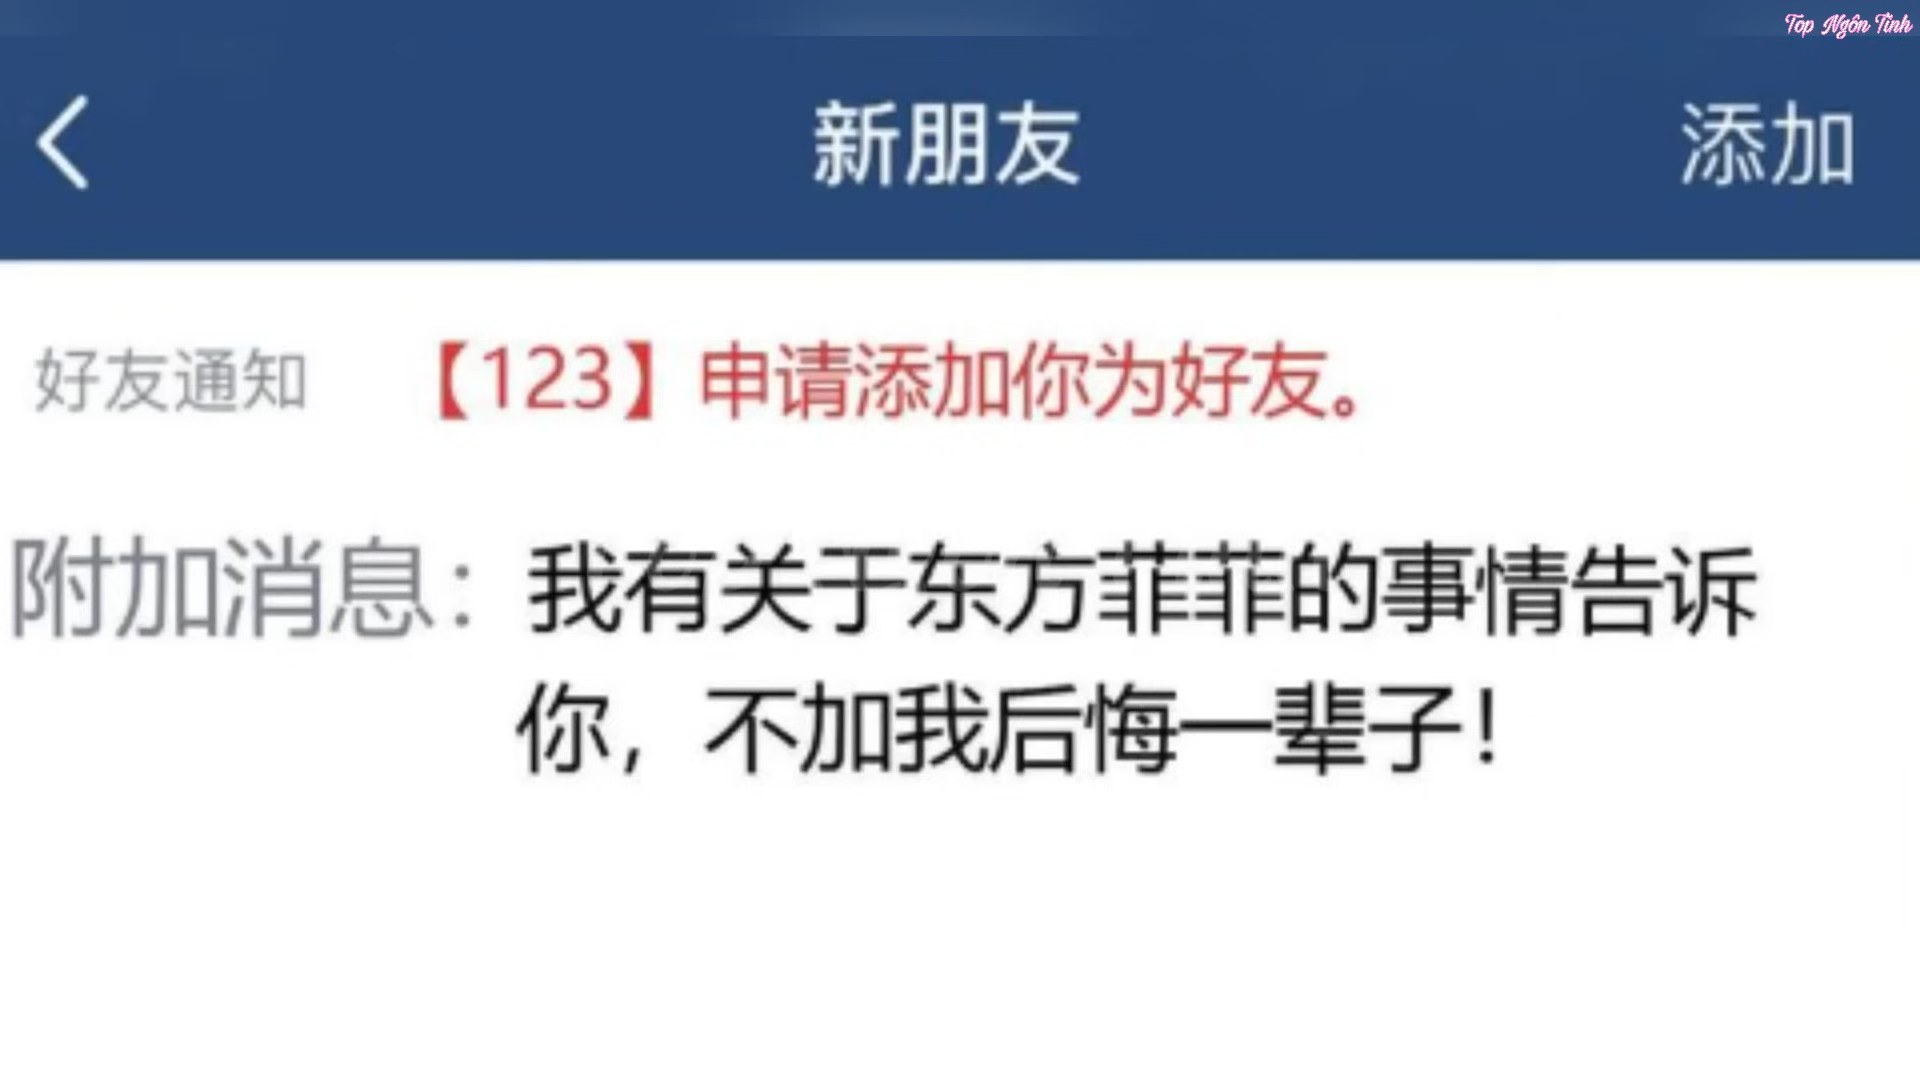 Top Ngôn Tình
新朋友
添加
好友通知 【123】申请添加你为好友。
附加消息: 我有关于东方菲菲的事情告诉
你，不加我后悔一辈子!